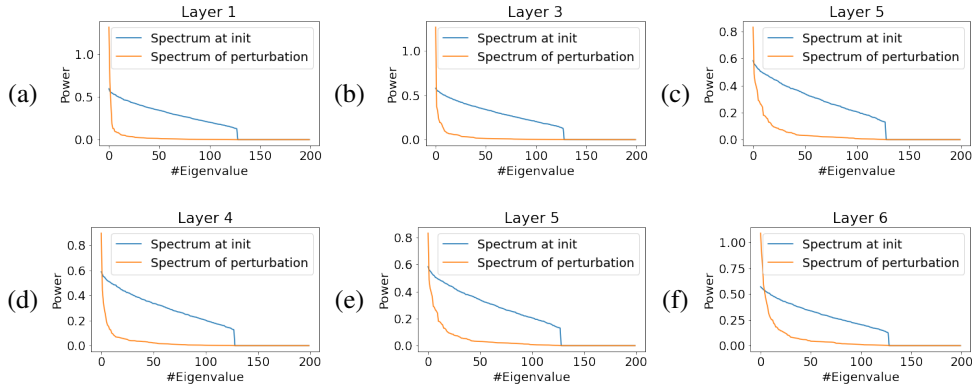 Layer 1
(a)
Power
1.0
0.5
0.0
Spectrum at init
Spectrum of perturbation
0 50 100 150 200
#Eigenvalue
Layer 3
(b)
Power
1.0
0.5
0.0
Spectrum at init
Spectrum of perturbation
0 50 100 150 200
#Eigenvalue
Layer 5
(c)
Power
0.8
0.6
0.4
0.2
0.0
Spectrum at init
Spectrum of perturbation
0 50 100 150 200
#Eigenvalue
Layer 4
(d)
Power
0.8
0.6
0.4
0.2
0.0
Spectrum at init
Spectrum of perturbation
0 50 100 150 200
#Eigenvalue
Layer 5
(e)
Power
0.8
0.6
0.4
0.2
0.0
Spectrum at init
Spectrum of perturbation
0 50 100 150 200
#Eigenvalue
Layer 6
(f)
Power
1.00
0.75
0.50
0.25
0.00
Spectrum at init
Spectrum of perturbation
0 50 100 150 200
#Eigenvalue